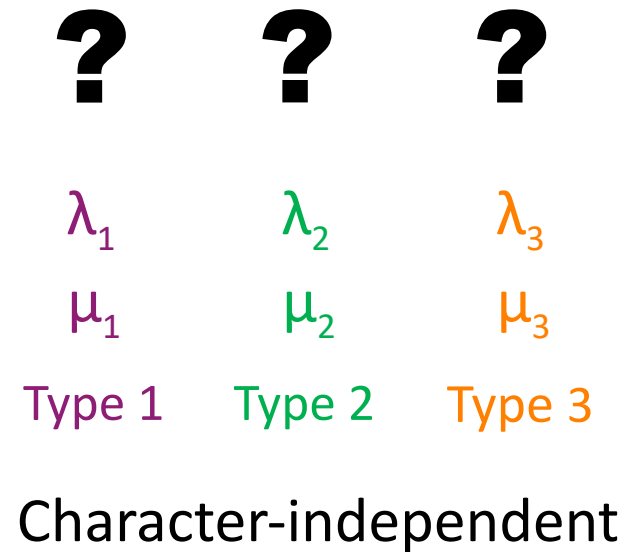 ? ? ?
λ1 λ2 λ3
μ1 μ2 μ3
Type 1 Type 2 Type 3
Character-independent